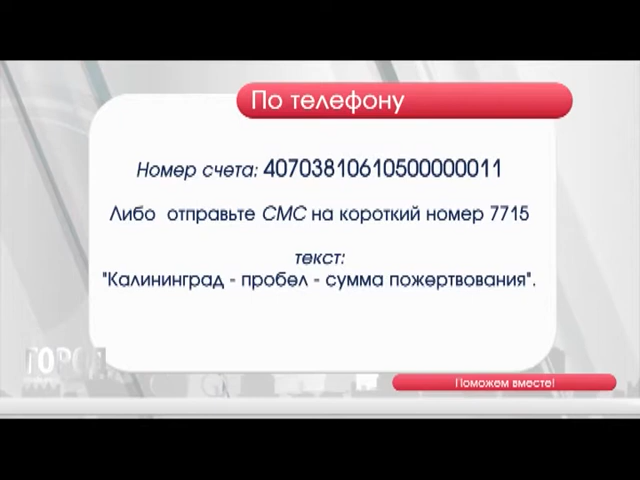 По телефону
Номер счета: 40703810610500000011
Либо отправьте СМС на короткий номер 7715
текст:
"Калининград - пробел - сумма пожертвования".
ГОРОД
Поможем вместе!